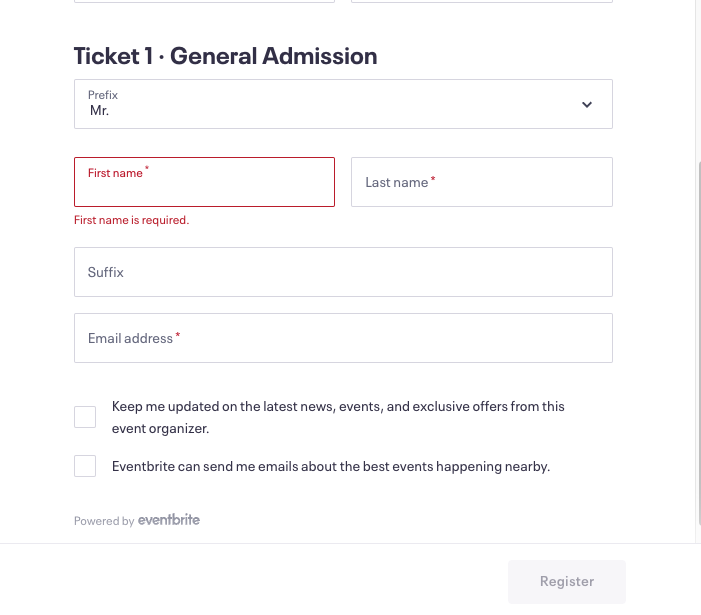 Ticket 1 · General Admission
Prefix
Mr.
First name *
Last name *
First name is required.
Suffix
Email address *
Keep me updated on the latest news, events, and exclusive offers from this
event organizer.
Eventbrite can send me emails about the best events happening nearby.
Powered by eventbrite
Register